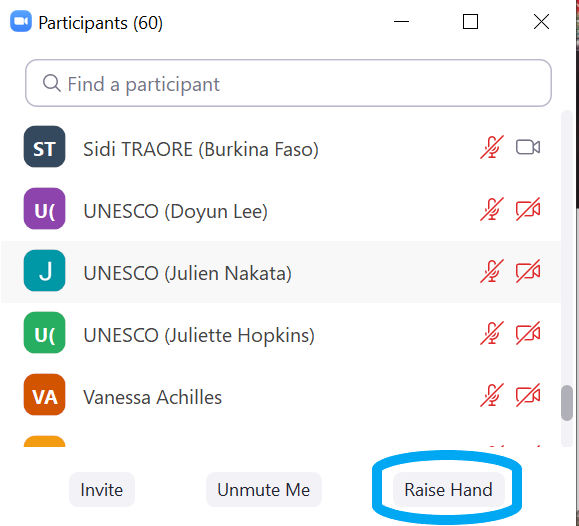 Participants (60)
Find a participant
ST Sidi TRAORE (Burkina Faso)
U( UNESCO (Doyun Lee)
J UNESCO (Julien Nakata)
U( UNESCO (Juliette Hopkins)
VA Vanessa Achilles
Invite Unmute Me Raise Hand